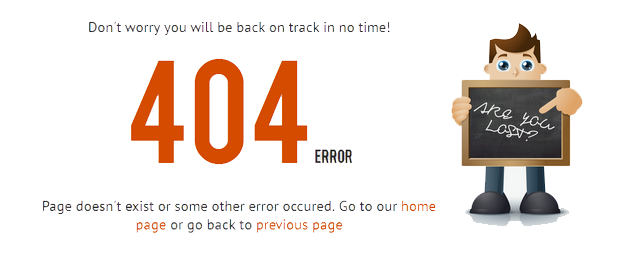 Don't worry you will be back on track in no time!
404 ERROR
ARE YOU
LOST?
Page doesn't exist or some other error occured. Go to our home
page or go back to previous page